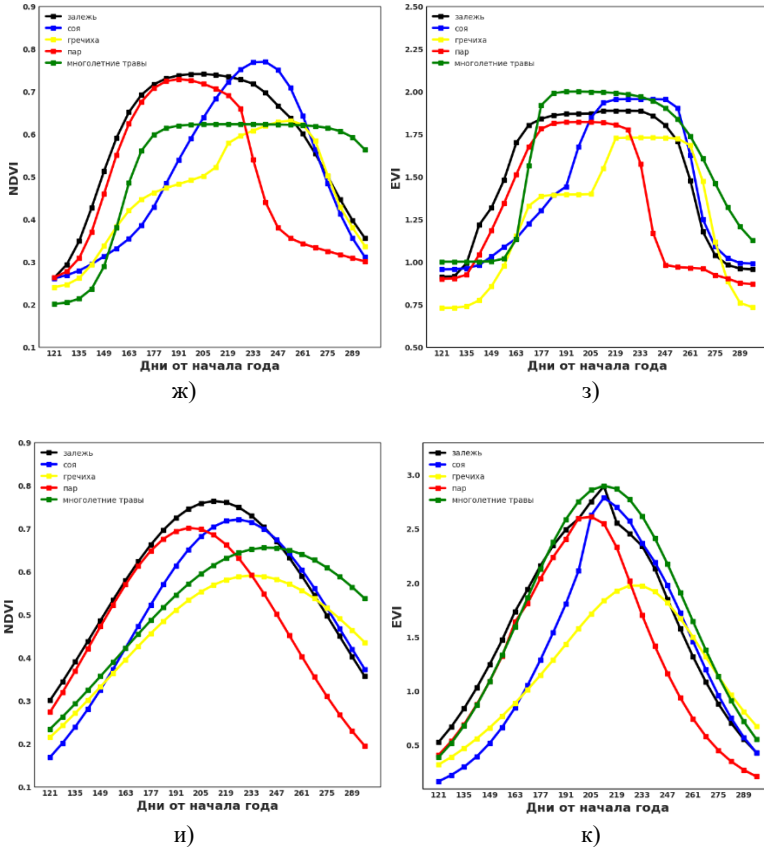 0.9
0.8
0.7
0.6
0.5
0.4
0.3
0.2
0.1
NDVI
залежь
соя
гречиха
пар
многолетние травы
121 135 149 163 177 191 205 219 233 247 261 275 289
Дни от начала года
ж)
2.50
2.25
2.00
1.75
1.50
1.25
1.00
0.75
0.50
EVI
залежь
соя
гречиха
пар
многолетние травы
121 135 149 163 177 191 205 219 233 247 261 275 289
Дни от начала года
з)
0.9
0.8
0.7
0.6
0.5
0.4
0.3
0.2
0.1
NDVI
залежь
соя
гречиха
пар
многолетние травы
121 135 149 163 177 191 205 219 233 247 261 275 289
Дни от начала года
и)
3.0
2.5
2.0
1.5
1.0
0.5
EVI
залежь
соя
гречиха
пар
многолетние травы
121 135 149 163 177 191 205 219 233 247 261 275 289
Дни от начала года
к)